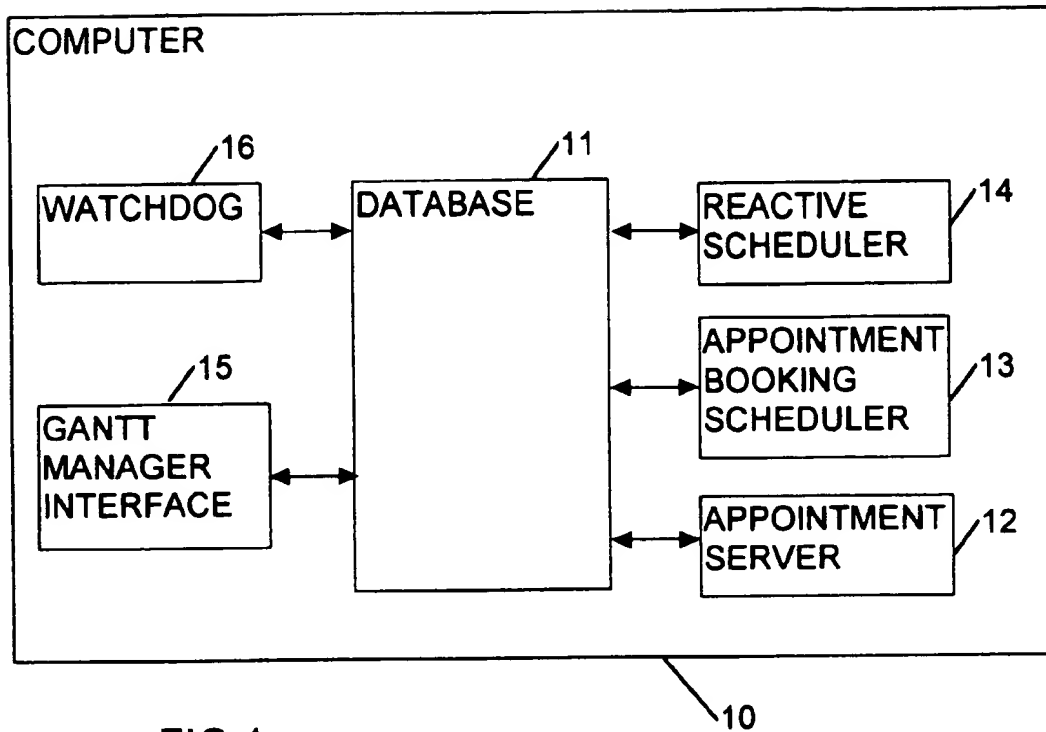 COMPUTER
16
WATCHDOG
11
DATABASE
REACTIVE
SCHEDULER
14
APPOINTMENT
BOOKING
SCHEDULER
13
15
GANTT
MANAGER
INTERFACE
APPOINTMENT
SERVER
12
10